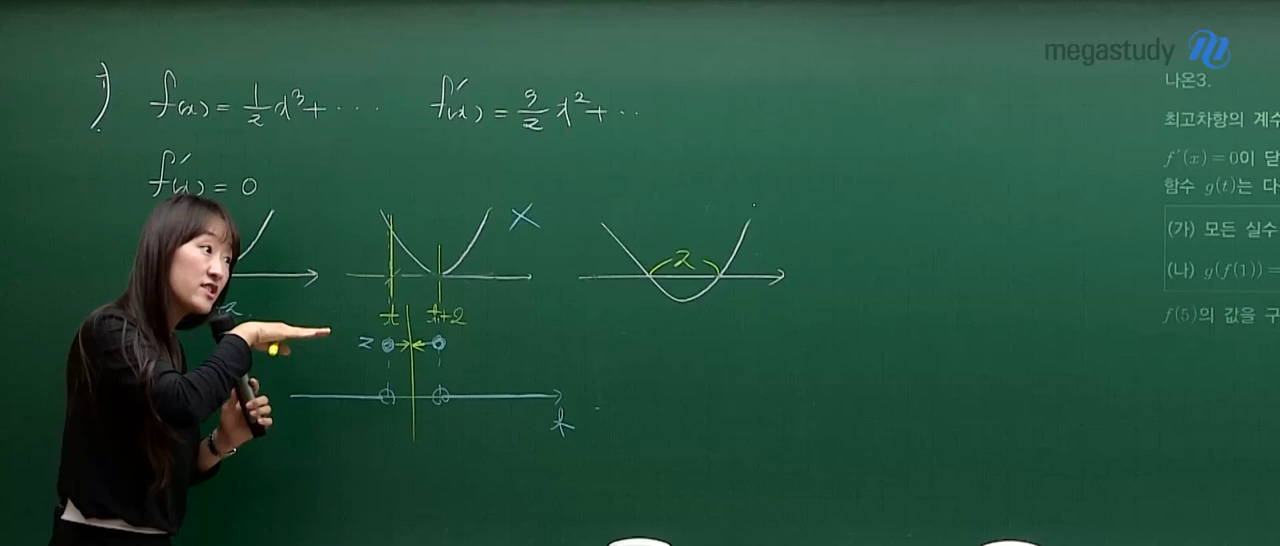 megastudy
나온3.
최고차항의 계수
f'(x)=0이 닫
함수 g(t)는 다
(가) 모든 실수
(나) g(f(1))=
f(5)의 값을 구
f(x) = 1/2 x³ + ...
f'(x) = 3/2 x² + ...
f'(x) = 0
2
t t+2
2
t